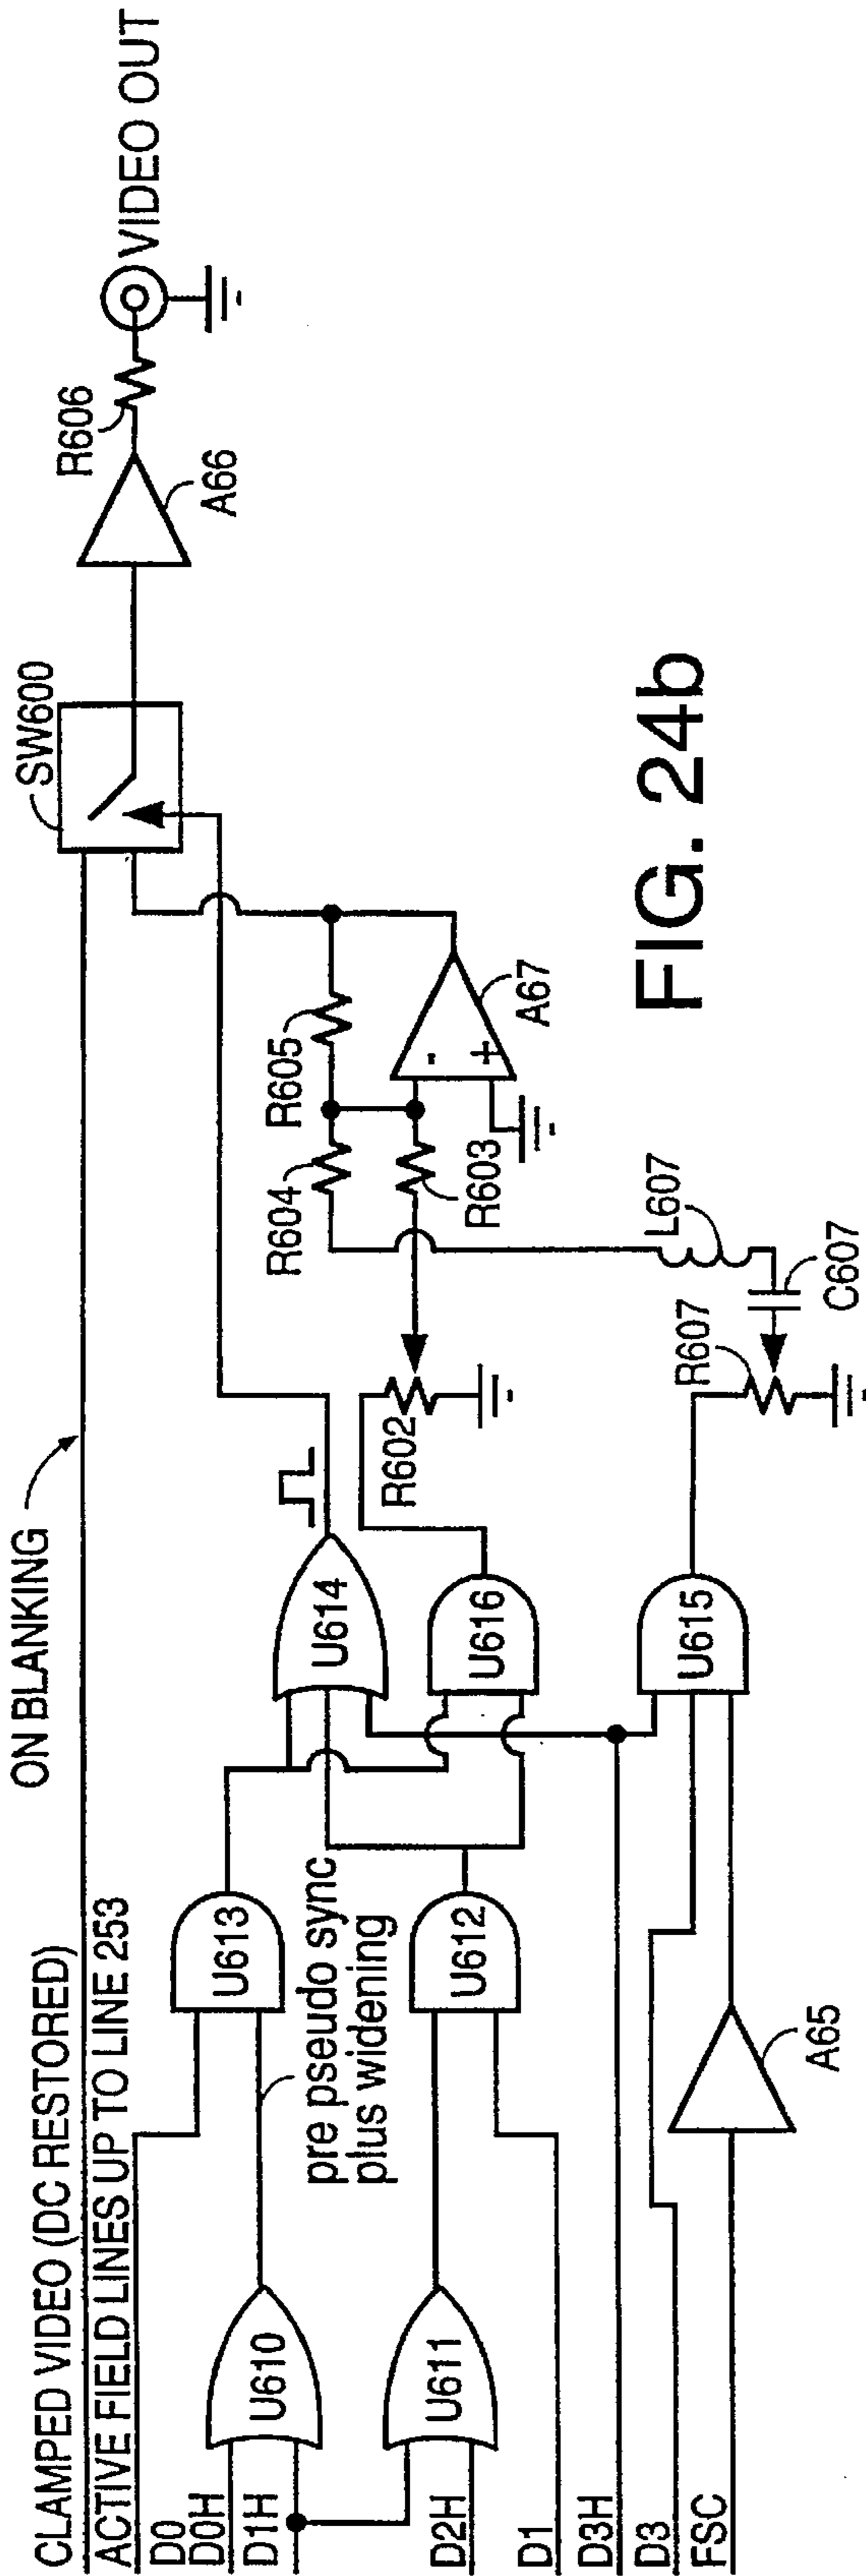 ON BLANKING
CLAMPED VIDEO (DC RESTORED)
ACTIVE FIELD LINES UP TO LINE 253
D0
D0H
D1H
D2H
D1
D3H
D3
FSC
U610
U611
U613
U612
pre pseudo sync
plus widening
A65
U614
U616
U615
R602
R607
C607
L607
R604
R605
R603
- +
A67
SW600
A66
R606
VIDEO OUT
FIG. 24b